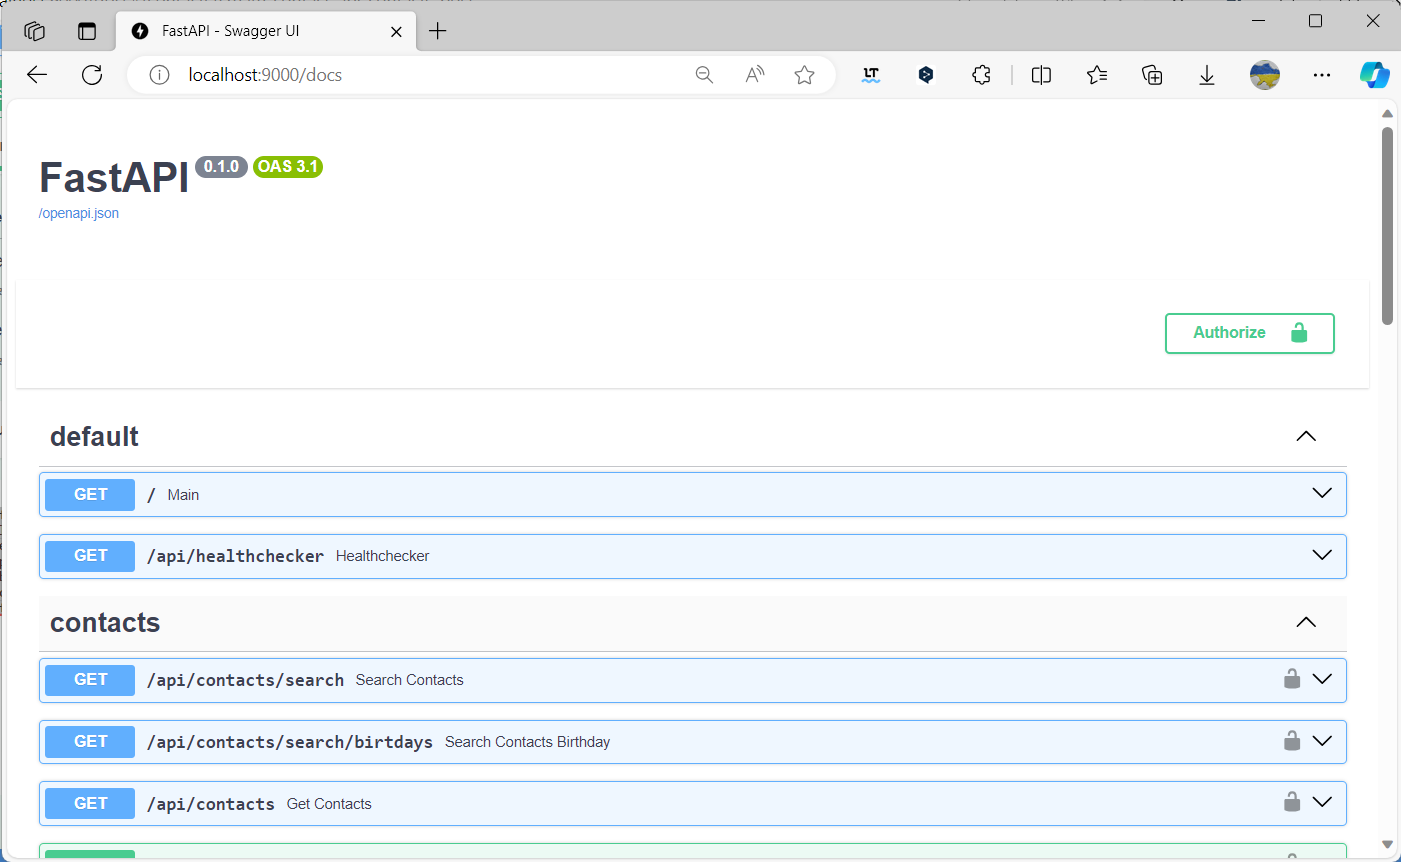 FastAPI - Swagger UI
localhost:9000/docs
FastAPI 0.1.0 OAS 3.1
/openapi.json
Authorize
default
GET / Main
GET /api/healthchecker Healthchecker
contacts
GET /api/contacts/search Search Contacts
GET /api/contacts/search/birtdays Search Contacts Birthday
GET /api/contacts Get Contacts